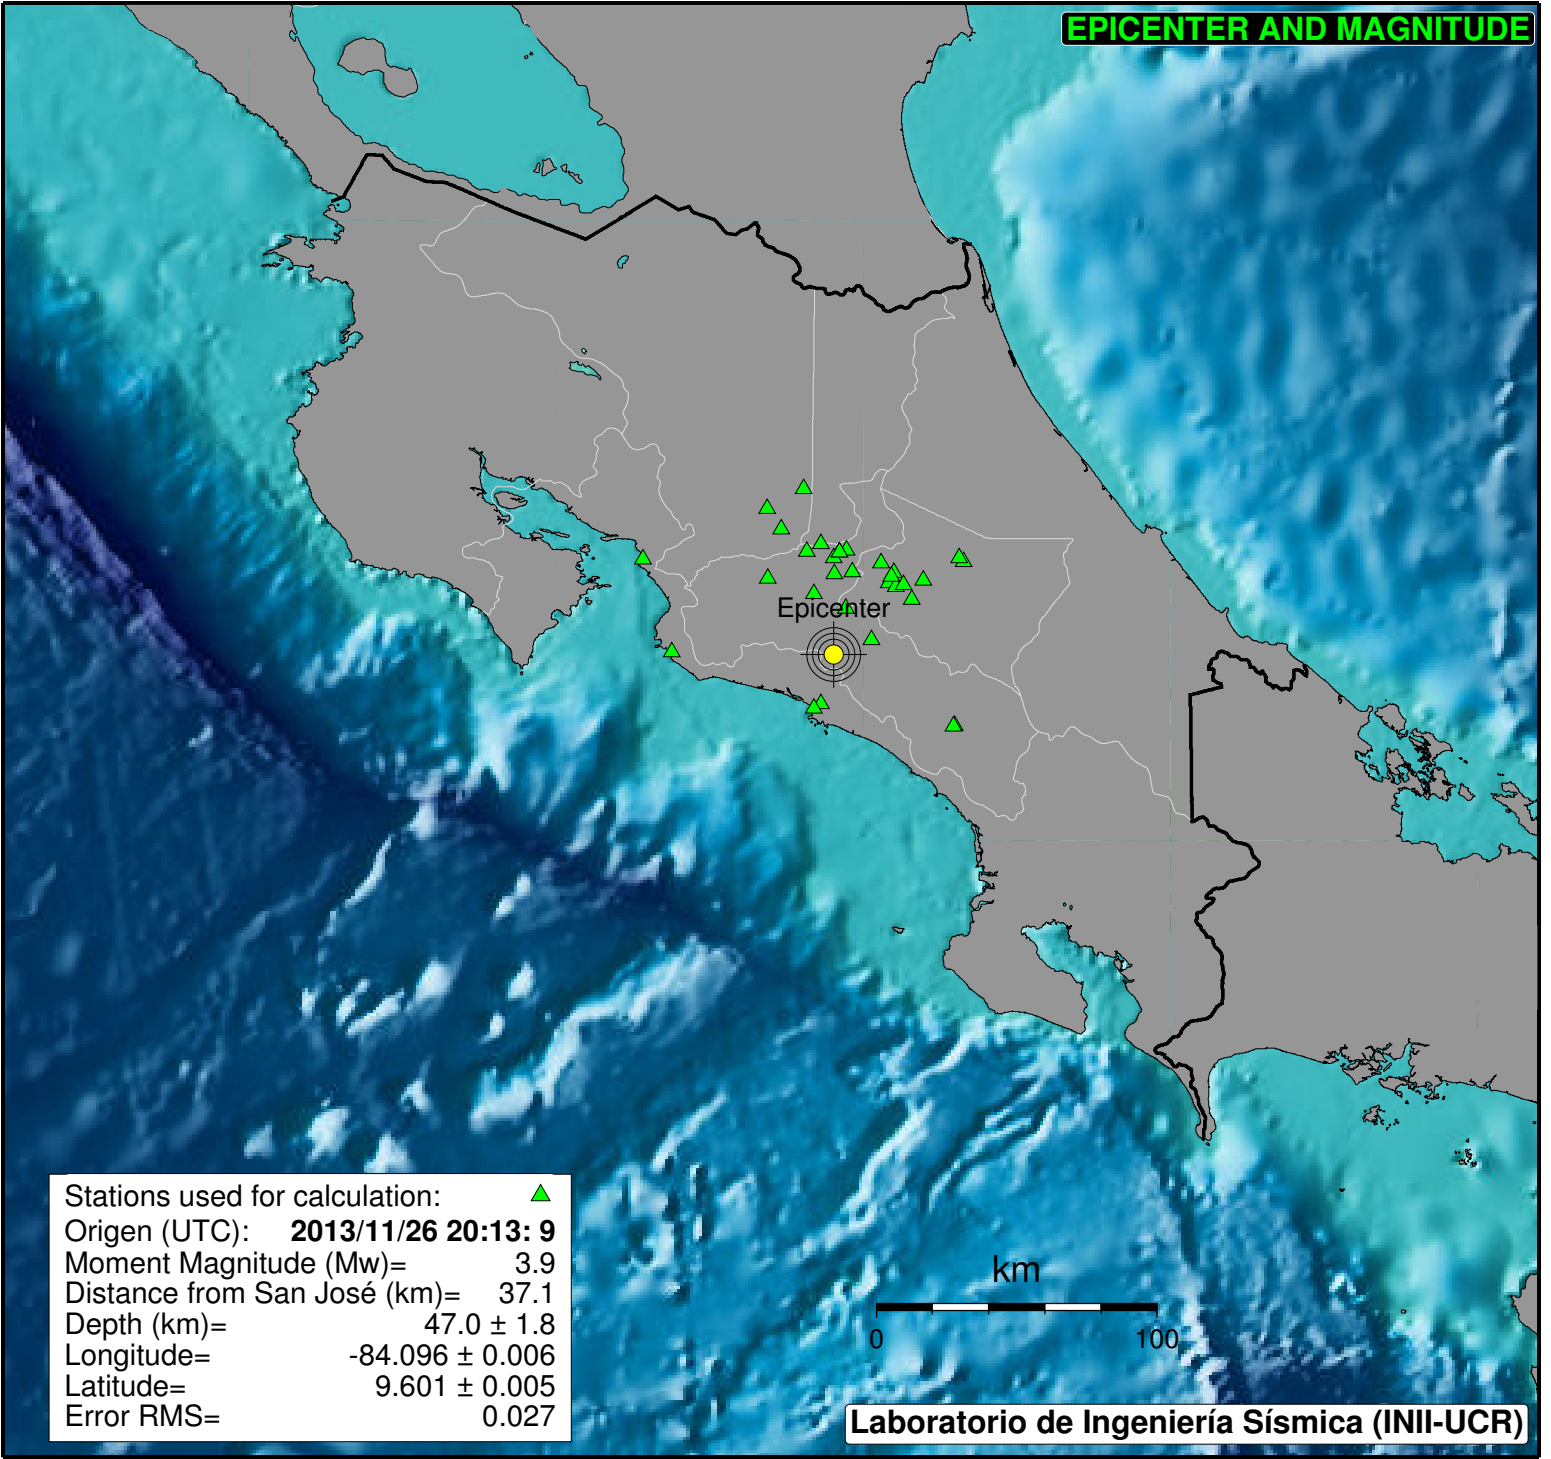 EPICENTER AND MAGNITUDE
Epicenter
Stations used for calculation:
Origen (UTC): 2013/11/26 20:13: 9
Moment Magnitude (Mw)= 3.9
Distance from San José (km)= 37.1
Depth (km)= 47.0 ± 1.8
Longitude= -84.096 ± 0.006
Latitude= 9.601 ± 0.005
Error RMS= 0.027
km
0 100
Laboratorio de Ingeniería Sísmica (INII-UCR)